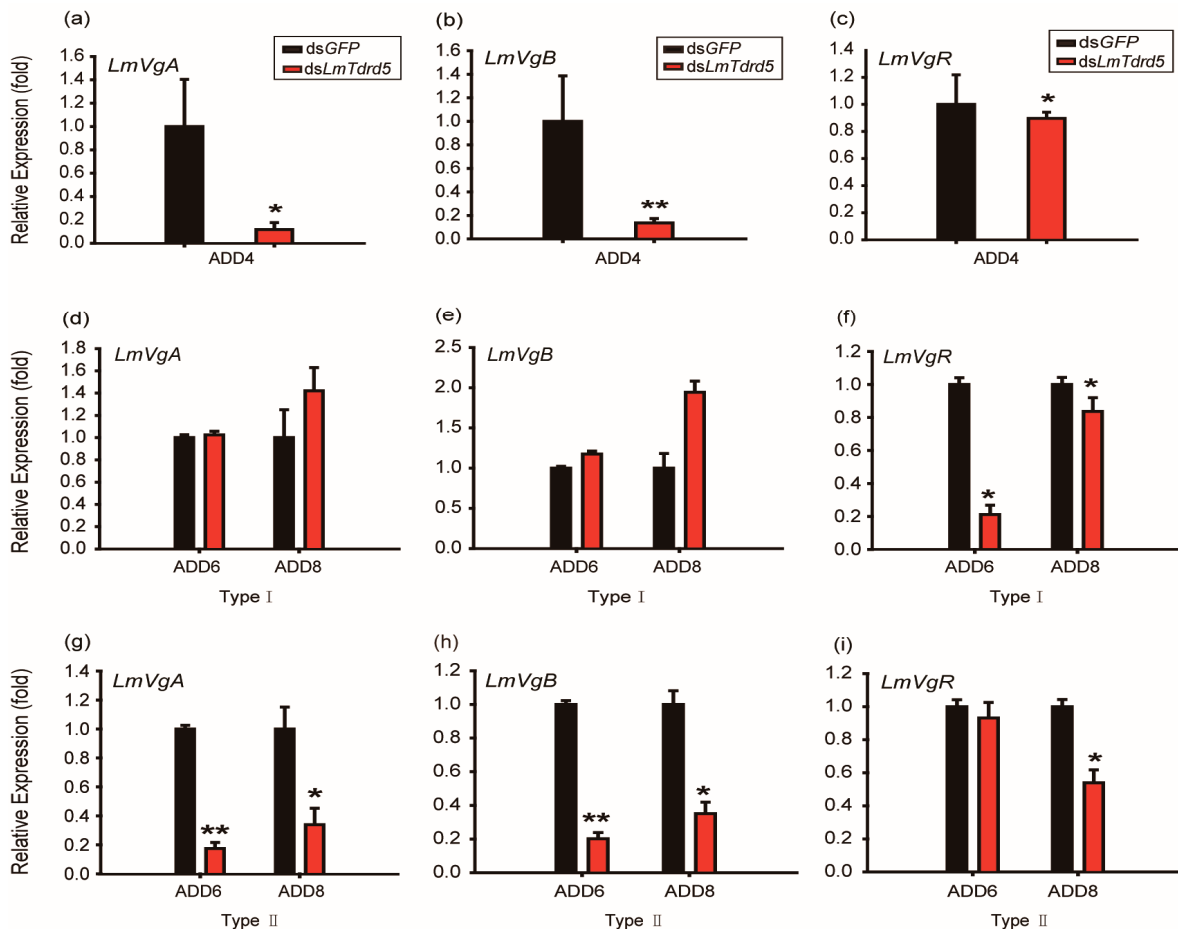 (a)
LmVgA
dsGFP
dsLmTdrd5
Relative Expression (fold)
1.6
1.4
1.2
1.0
0.8
0.6
0.4
0.2
0.0
*
ADD4
(b)
LmVgB
dsGFP
dsLmTdrd5
1.6
1.4
1.2
1.0
0.8
0.6
0.4
0.2
0.0
**
ADD4
(c)
LmVgR
dsGFP
dsLmTdrd5
1.4
1.2
1.0
0.8
0.6
0.4
0.2
0.0
*
ADD4
(d)
LmVgA
Relative Expression (fold)
1.8
1.6
1.4
1.2
1.0
0.8
0.6
0.4
0.2
0.0
ADD6 ADD8
Type Ⅰ
(e)
LmVgB
2.5
2.0
1.5
1.0
0.5
0.0
ADD6 ADD8
Type Ⅰ
(f)
LmVgR
1.2
1.0
0.8
0.6
0.4
0.2
0.0
* *
ADD6 ADD8
Type Ⅰ
(g)
LmVgA
Relative Expression (fold)
1.4
1.2
1.0
0.8
0.6
0.4
0.2
0.0
** *
ADD6 ADD8
Type Ⅱ
(h)
LmVgB
1.2
1.0
0.8
0.6
0.4
0.2
0.0
** *
ADD6 ADD8
Type Ⅱ
(i)
LmVgR
1.2
1.0
0.8
0.6
0.4
0.2
0.0
*
ADD6 ADD8
Type Ⅱ